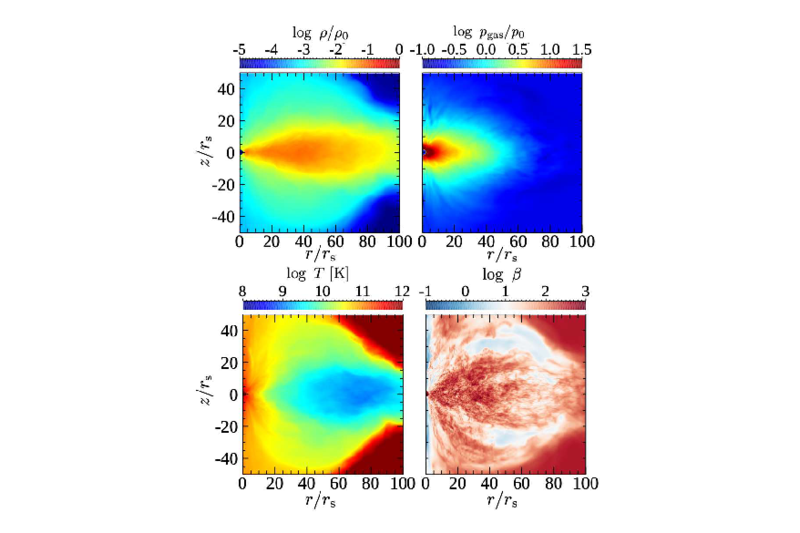 log ρ/ρ₀ log p_gas/p₀
-5 -4 -3 -2 -1 0 -1.0 -0.5 0.0 0.5 1.0 1.5
40
20
z/rₛ 0
-20
-40
0 20 40 60 80 100 0 20 40 60 80 100
r/rₛ r/rₛ
log T [K] log β
8 9 10 11 12 -1 0 1 2 3
40
20
z/rₛ 0
-20
-40
0 20 40 60 80 100 0 20 40 60 80 100
r/rₛ r/rₛ